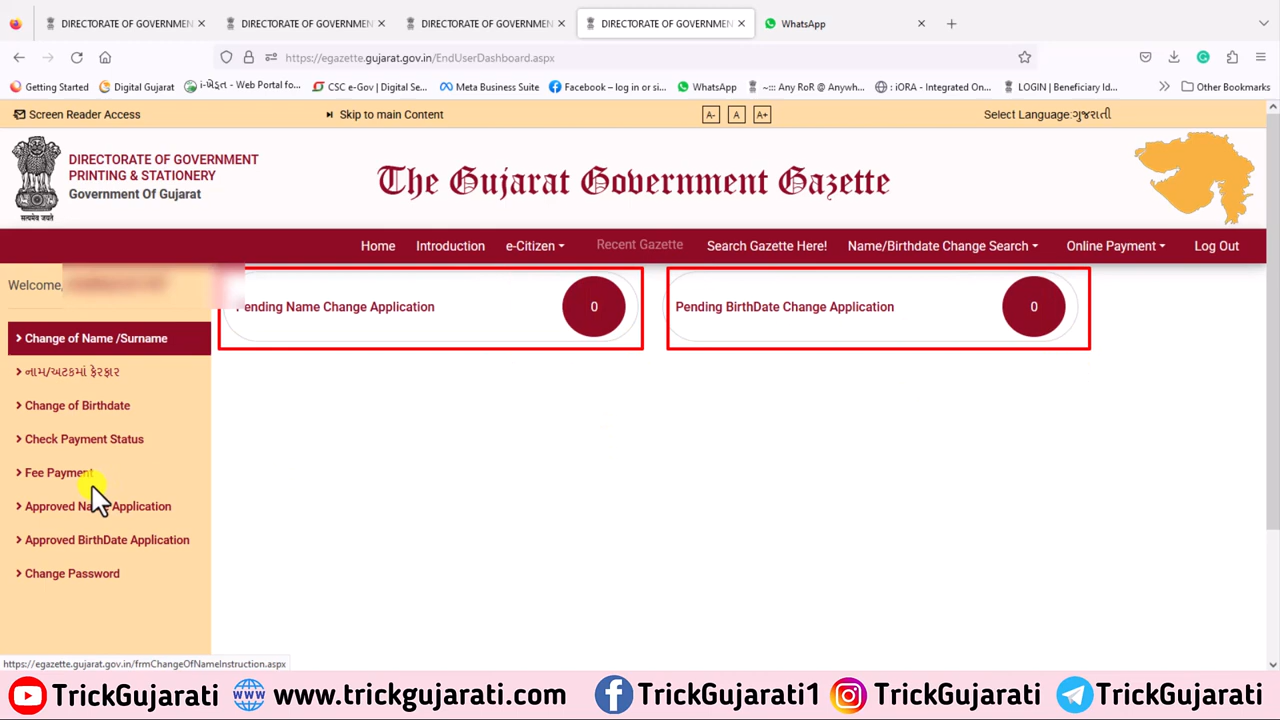 DIRECTORATE OF GOVERNMEN
DIRECTORATE OF GOVERNMEN
DIRECTORATE OF GOVERNMEN
DIRECTORATE OF GOVERNMEN
WhatsApp
https://egazette.gujarat.gov.in/EndUserDashboard.aspx
Getting Started
Digital Gujarat
i-ખેડૂત - Web Portal fo...
CSC e-Gov | Digital Se...
Meta Business Suite
Facebook – log in or si...
WhatsApp
~::: Any RoR @ Anywh...
: iORA - Integrated On...
LOGIN | Beneficiary Id...
Other Bookmarks
Screen Reader Access
Skip to main Content
A- A A+
Select Language:ગુજરાતી
DIRECTORATE OF GOVERNMENT
PRINTING & STATIONERY
Government Of Gujarat
सत्यमेव जयते
The Gujarat Government Gazette
Home Introduction e-Citizen Recent Gazette Search Gazette Here! Name/Birthdate Change Search Online Payment Log Out
Welcome,
Pending Name Change Application 0
Pending BirthDate Change Application 0
Change of Name /Surname
નામ/અટકમાં ફેરફાર
Change of Birthdate
Check Payment Status
Fee Payment
Approved Name Application
Approved BirthDate Application
Change Password
https://egazette.gujarat.gov.in/frmChangeOfNameInstruction.aspx
TrickGujarati www.trickgujarati.com TrickGujarati1 TrickGujarati TrickGujarati